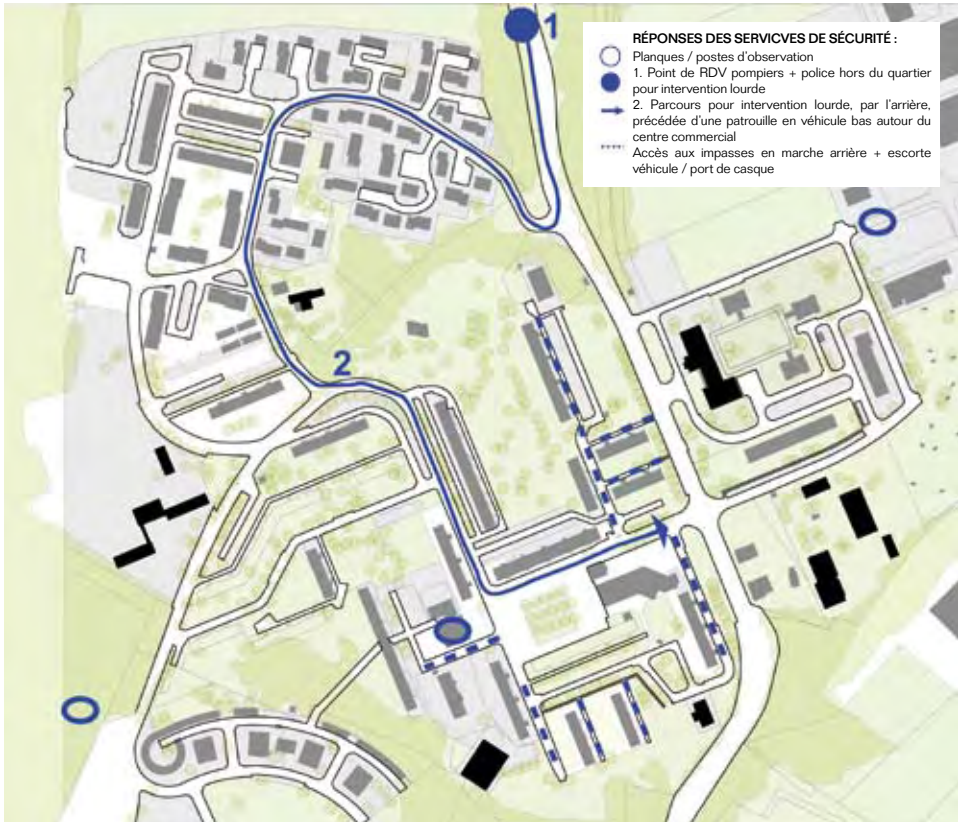 1
RÉPONSES DES SERVICVES DE SÉCURITÉ :
Planques / postes d'observation
1. Point de RDV pompiers + police hors du quartier
pour intervention lourde
2. Parcours pour intervention lourde, par l'arrière,
précédée d'une patrouille en véhicule bas autour du
centre commercial
Accès aux impasses en marche arrière + escorte
véhicule / port de casque
2